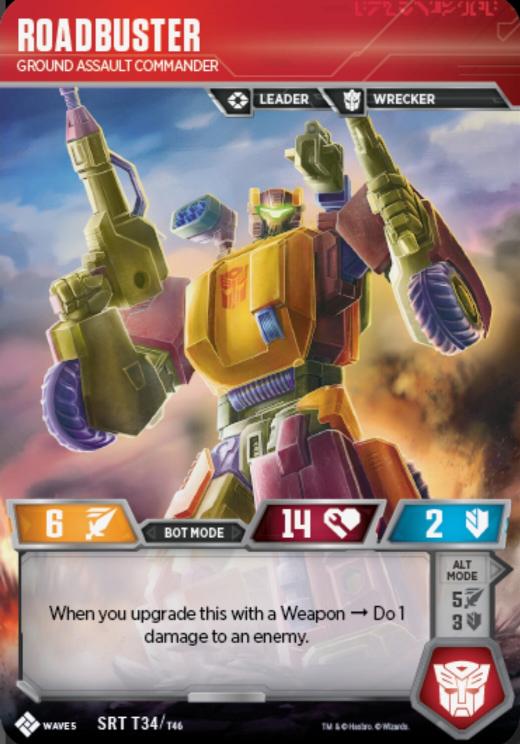 ROADBUSTER
GROUND ASSAULT COMMANDER
LEADER WRECKER
6 BOT MODE 14 2
When you upgrade this with a Weapon → Do 1
damage to an enemy.
ALT
MODE
5
3
WAVE 5 SRT T34/T46 TM & © Hasbro. © Wizards.